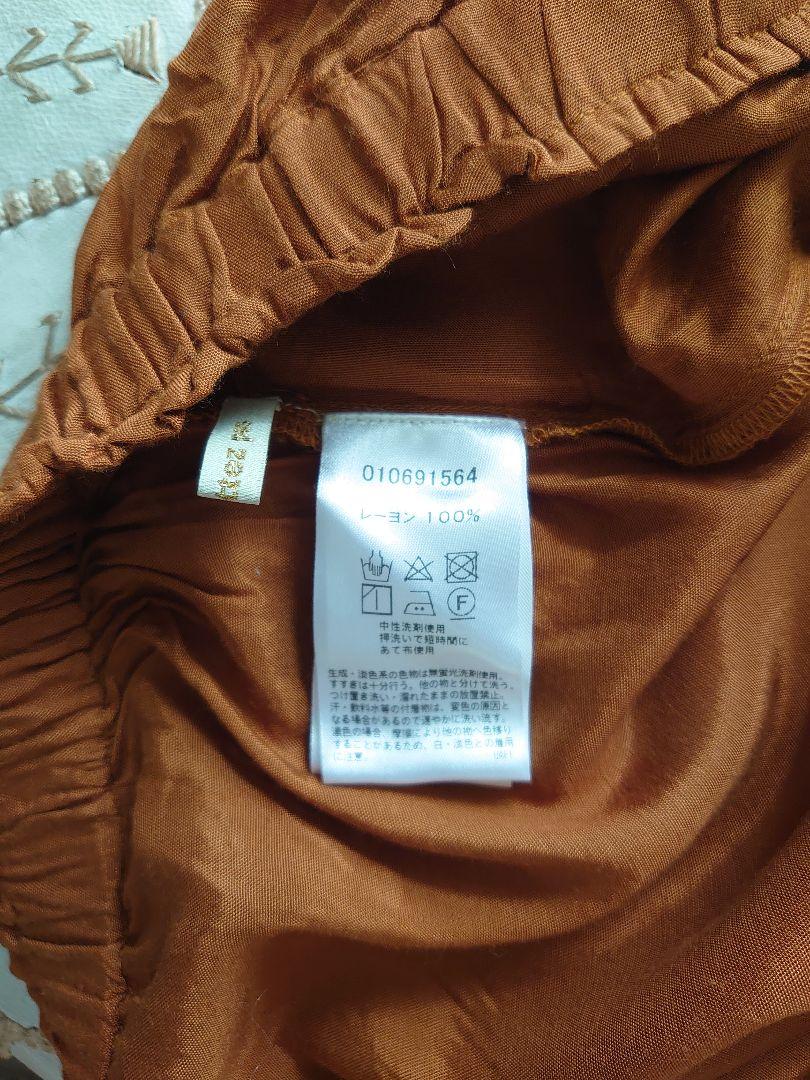 010691564
レーヨン 100%
F
中性洗剤使用
押洗いで短時間に
あて布使用
生成・淡色系の色物は無蛍光洗剤使用。
すすぎは十分行う。他の物と分けて洗う。
つけ置き洗い・濡れたままの放置禁止。
汗・飲料水等の付着物は、変色の原因と
なる場合があるので速やかに洗い流す。
濃色の場合、摩擦により他の物へ色移り
することがあるため、白・淡色との着用
に注意。